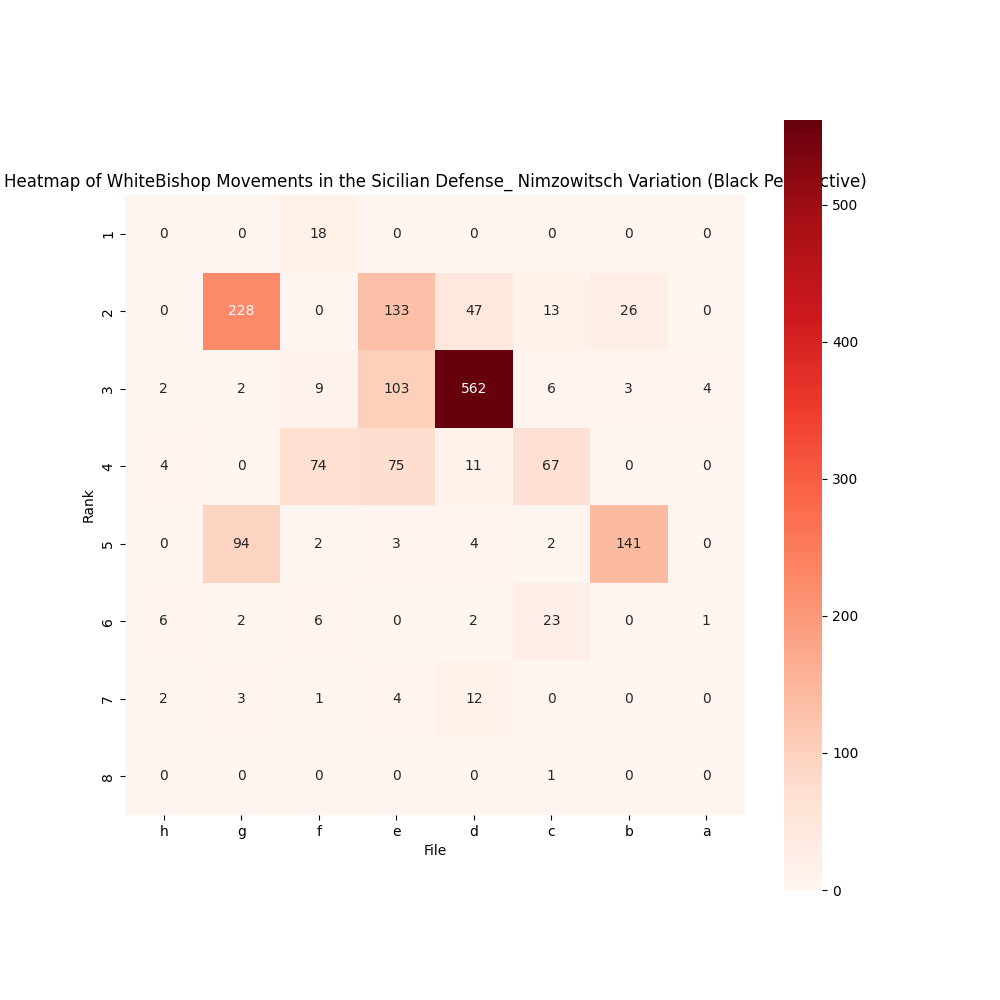 Heatmap of WhiteBishop Movements in the Sicilian Defense_ Nimzowitsch Variation (Black Pe ctive)
1 0 0 18 0 0 0 0 0
2 0 228 0 133 47 13 26 0
3 2 2 9 103 562 6 3 4
4 4 0 74 75 11 67 0 0
5 0 94 2 3 4 2 141 0
6 6 2 6 0 2 23 0 1
7 2 3 1 4 12 0 0 0
8 0 0 0 0 0 1 0 0
Rank
h g f e d c b a
File
500
400
300
200
100
0